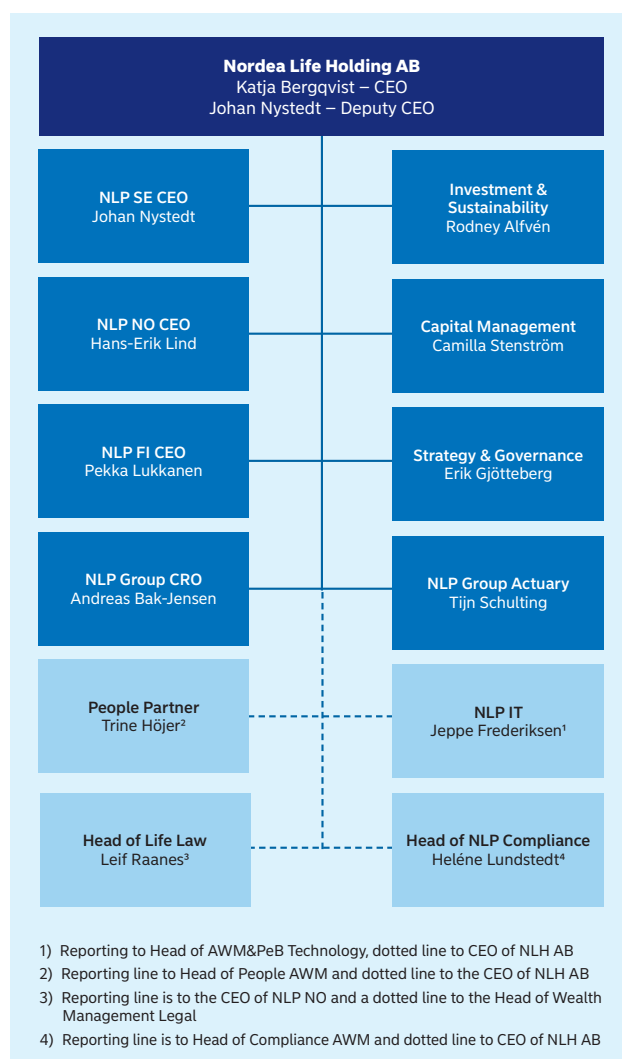 Nordea Life Holding AB
Katja Bergqvist – CEO
Johan Nystedt – Deputy CEO
NLP SE CEO
Johan Nystedt
Investment &
Sustainability
Rodney Alfvén
NLP NO CEO
Hans-Erik Lind
Capital Management
Camilla Stenström
NLP FI CEO
Pekka Lukkanen
Strategy & Governance
Erik Gjötteberg
NLP Group CRO
Andreas Bak-Jensen
NLP Group Actuary
Tijn Schulting
People Partner
Trine Höjer²
NLP IT
Jeppe Frederiksen¹
Head of Life Law
Leif Raanes³
Head of NLP Compliance
Heléne Lundstedt⁴
1) Reporting to Head of AWM&PeB Technology, dotted line to CEO of NLH AB
2) Reporting line to Head of People AWM and dotted line to the CEO of NLH AB
3) Reporting line is to the CEO of NLP NO and a dotted line to the Head of Wealth
Management Legal
4) Reporting line is to Head of Compliance AWM and dotted line to CEO of NLH AB